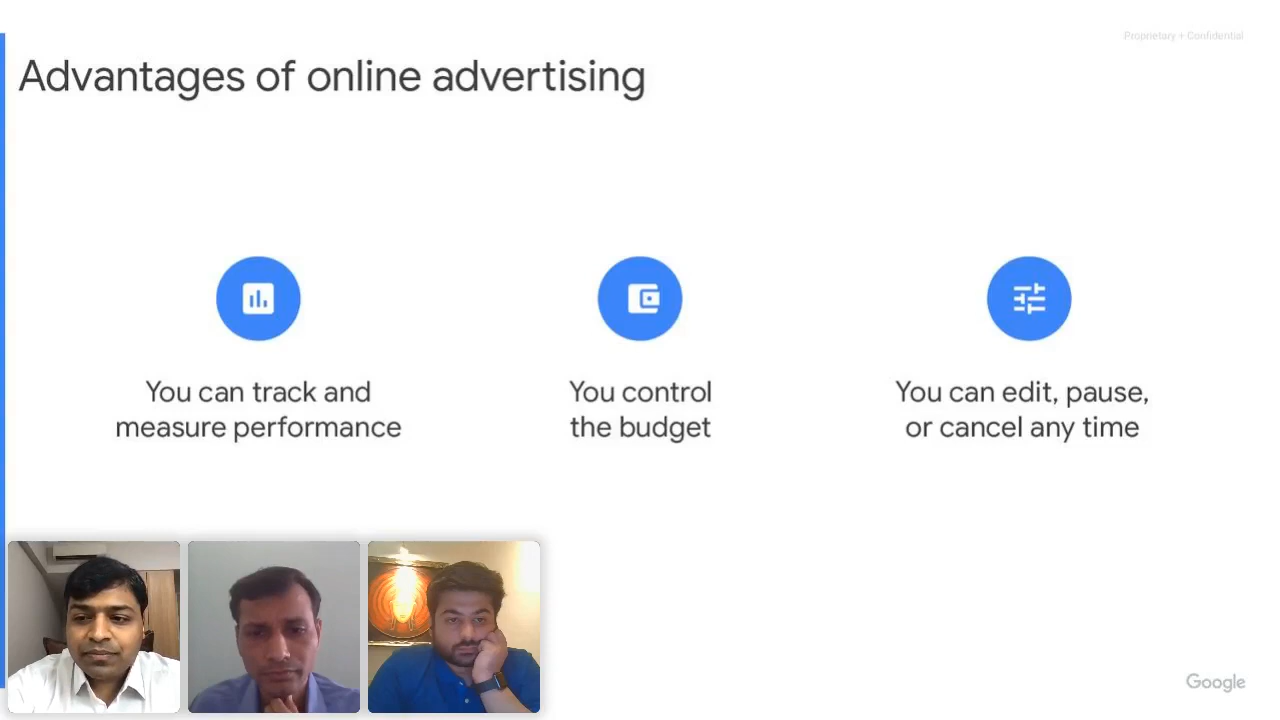 Proprietary + Confidential
Advantages of online advertising
You can track and
measure performance
You control
the budget
You can edit, pause,
or cancel any time
Google